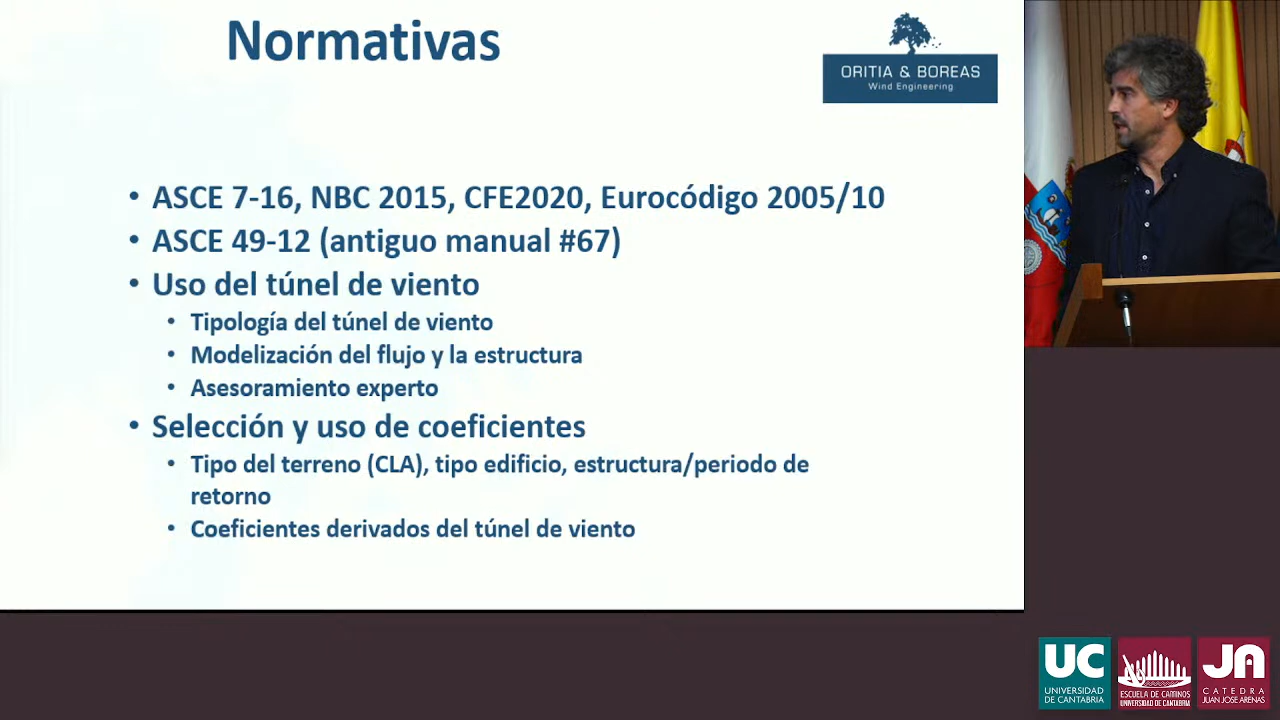 Normativas
ORITIA & BOREAS
Wind Engineering
• ASCE 7-16, NBC 2015, CFE2020, Eurocódigo 2005/10
• ASCE 49-12 (antiguo manual #67)
• Uso del túnel de viento
• Tipología del túnel de viento
• Modelización del flujo y la estructura
• Asesoramiento experto
• Selección y uso de coeficientes
• Tipo del terreno (CLA), tipo edificio, estructura/periodo de
retorno
• Coeficientes derivados del túnel de viento
UC
UNIVERSIDAD
DE CANTABRIA
ESCUELA DE CAMINOS
UNIVERSIDAD DE CANTABRIA
JA
CATEDRA
JUAN JOSE ARENAS